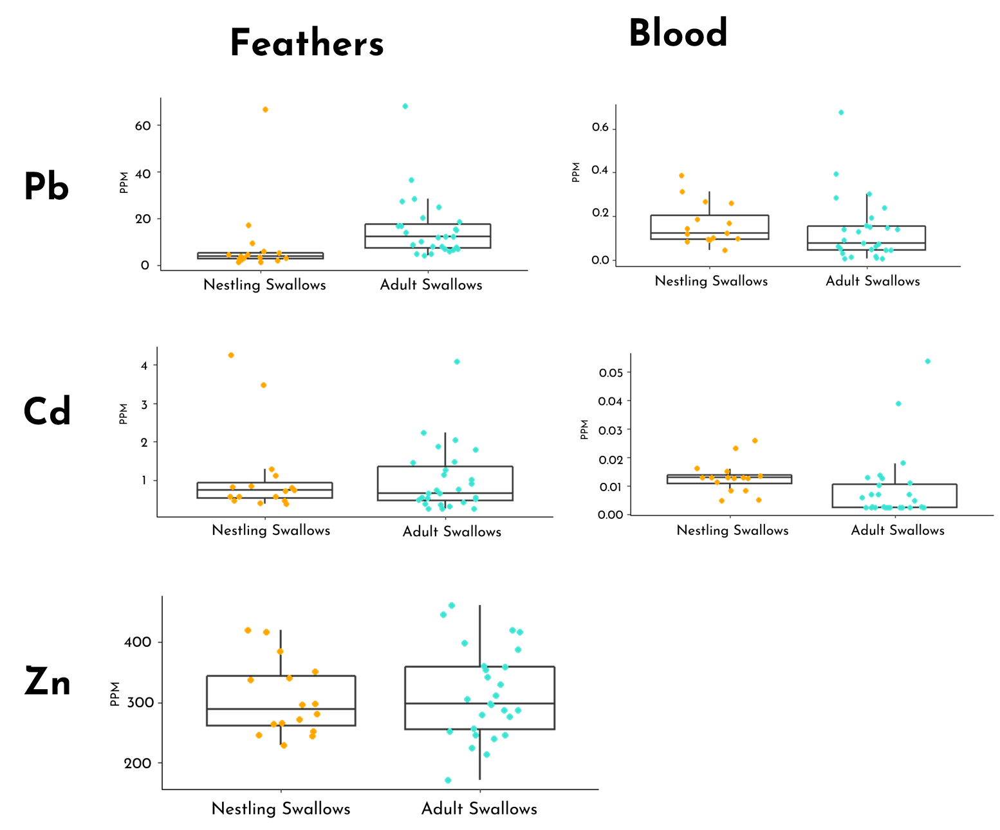 Feathers
Blood
Pb
PPM
60
40
20
0
Nestling Swallows
Adult Swallows
PPM
0.6
0.4
0.2
0.0
Nestling Swallows
Adult Swallows
Cd
PPM
4
3
2
1
Nestling Swallows
Adult Swallows
PPM
0.05
0.04
0.03
0.02
0.01
0.00
Nestling Swallows
Adult Swallows
Zn
PPM
400
300
200
Nestling Swallows
Adult Swallows